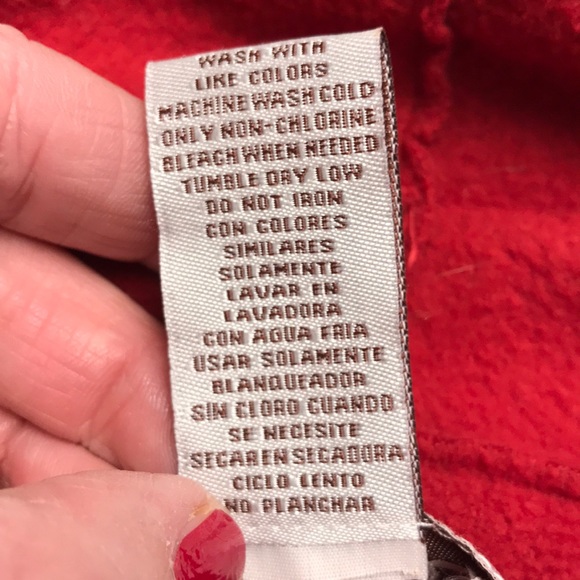 WASH WITH
LIKE COLORS
MACHINE WASH COLD
ONLY NON-CHLORINE
BLEACH WHEN NEEDED
TUMBLE DRY LOW
DO NOT IRON
CON COLORES
SIMILARES
SOLAMENTE
LAVAR EN
LAVADORA
CON AGUA FRIA
USAR SOLAMENTE
BLANQUEADOR
SIN CLORO CUANDO
SE NECESITE
SECAR EN SECADORA
CICLO LENTO
NO PLANCHAR